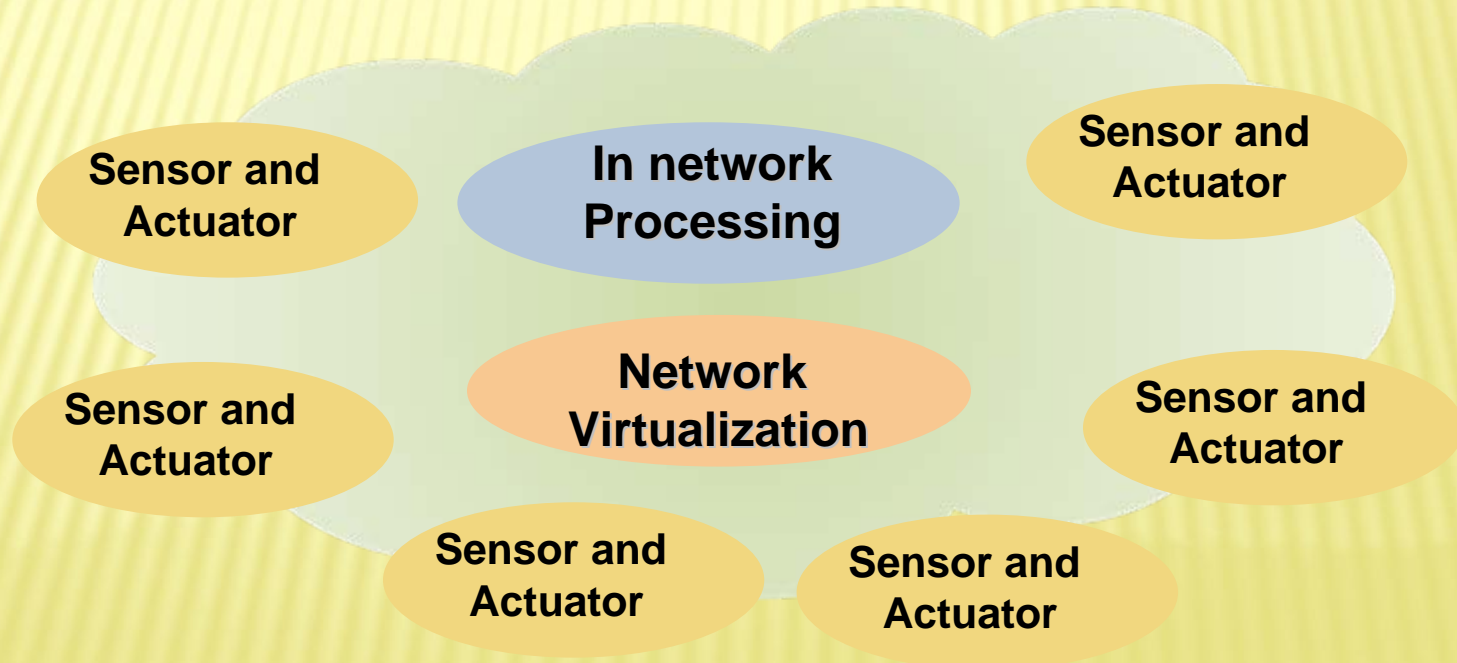 Sensor and
Actuator
In network
Processing
Sensor and
Actuator
Sensor and
Actuator
Network
Virtualization
Sensor and
Actuator
Sensor and
Actuator
Sensor and
Actuator